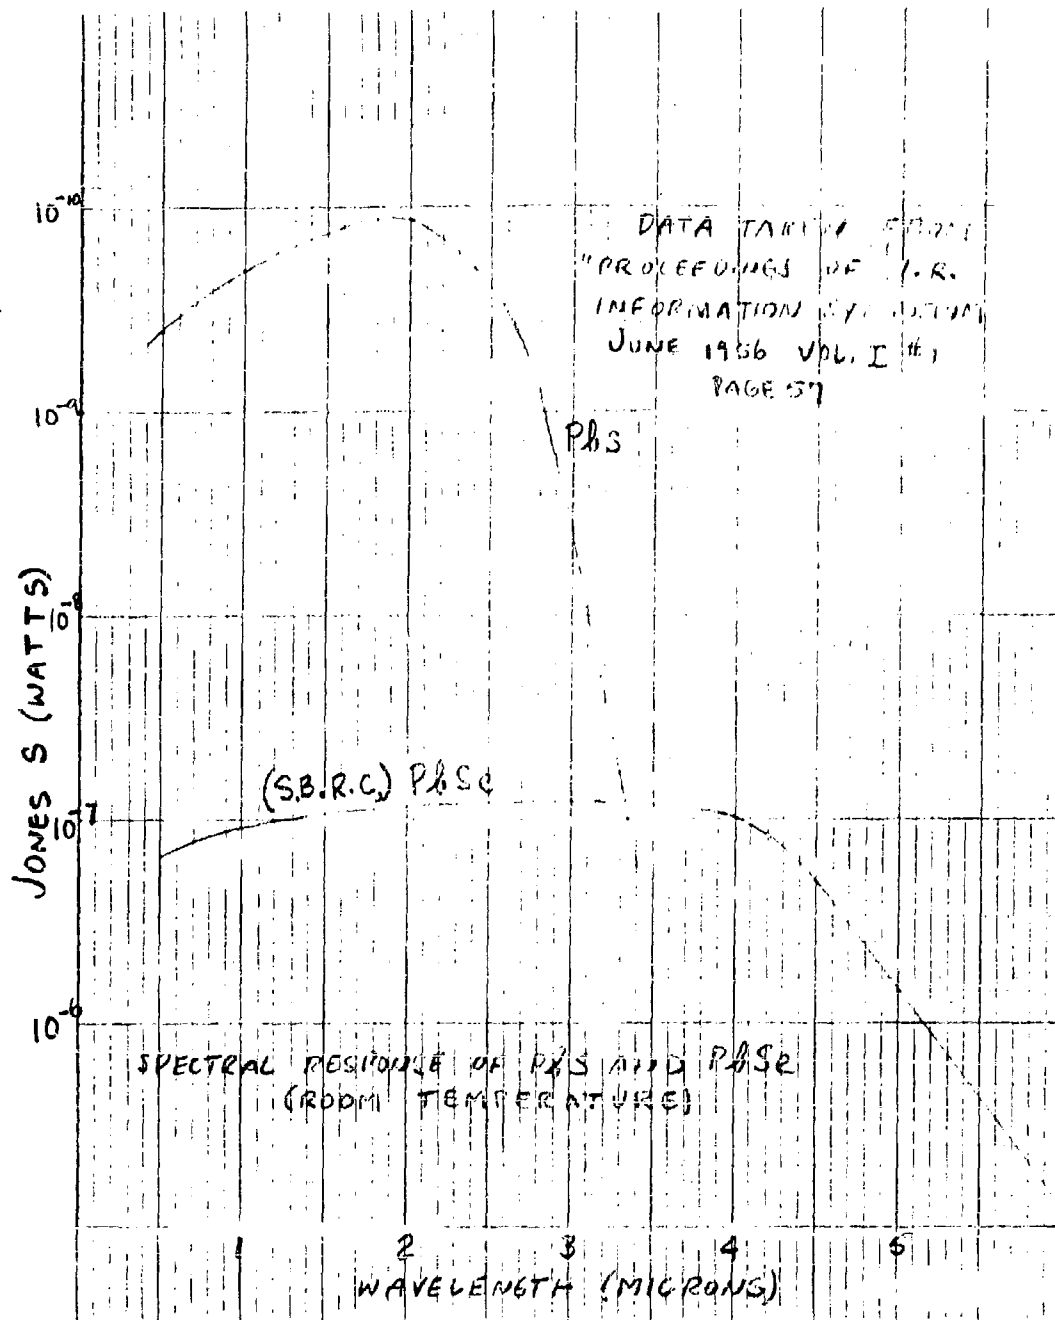 10⁻¹⁰
DATA TAKEN FROM
"PROCEEDINGS OF I.R.
INFORMATION
JUNE 1956 VOL. I #1
PAGE 57
10⁻⁹
PbS
10⁻⁸
JONES S (WATTS)
(S.B.R.C.) PbSe
10⁻⁷
10⁻⁶
SPECTRAL RESPONSE OF PbS AND PbSe
(ROOM TEMPERATURE)
1 2 3 4 5
WAVELENGTH (MICRONS)